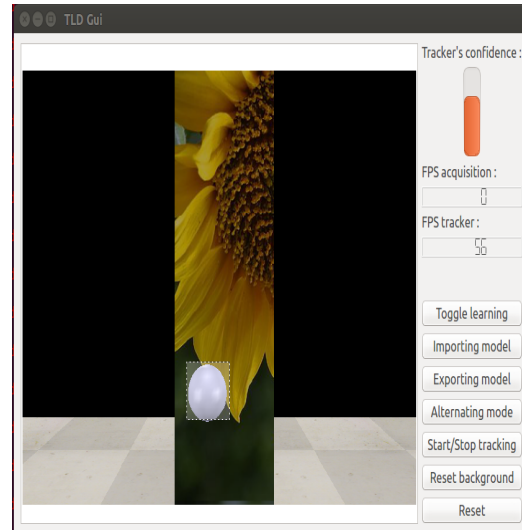 TLD Gui
Tracker's confidence :
FPS acquisition :
0
FPS tracker :
56
Toggle learning
Importing model
Exporting model
Alternating mode
Start/Stop tracking
Reset background
Reset